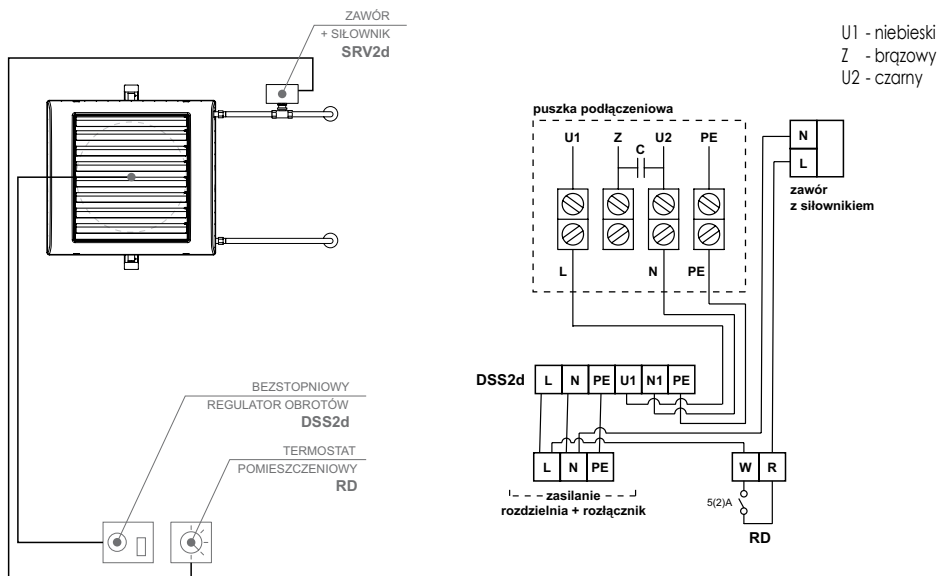 ZAWÓR
+ SIŁOWNIK
SRV2d
BEZSTOPNIOWY
REGULATOR OBROTÓW
DSS2d
TERMOSTAT
POMIESZCZENIOWY
RD
U1 - niebieski
Z - brązowy
U2 - czarny
puszka podłączeniowa
U1 Z U2 PE
C
L N PE
N
L
zawór
z siłownikiem
DSS2d L N PE U1 N1 PE
L N PE
zasilanie
rozdzielnia + rozłącznik
W R
5(2)A
RD